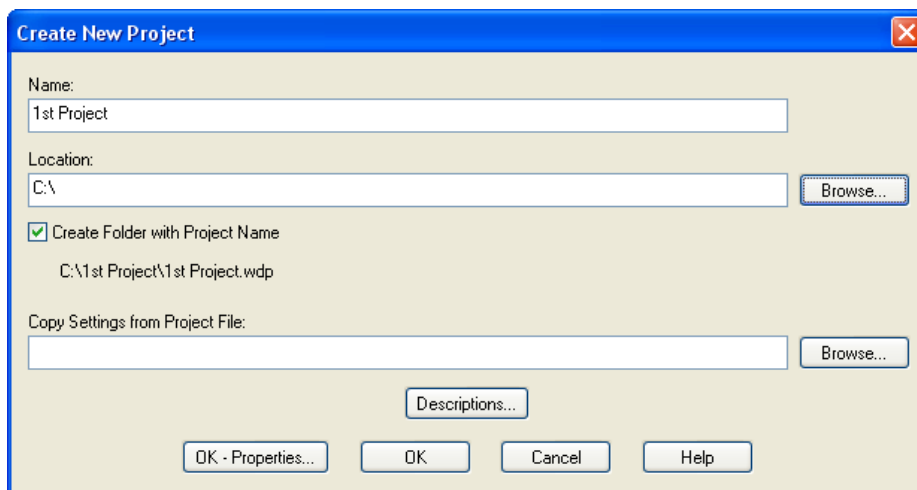 Create New Project
Name:
1st Project
Location:
C:\
Browse...
Create Folder with Project Name
C:\1st Project\1st Project.wdp
Copy Settings from Project File:
Browse...
Descriptions...
OK - Properties...
OK
Cancel
Help